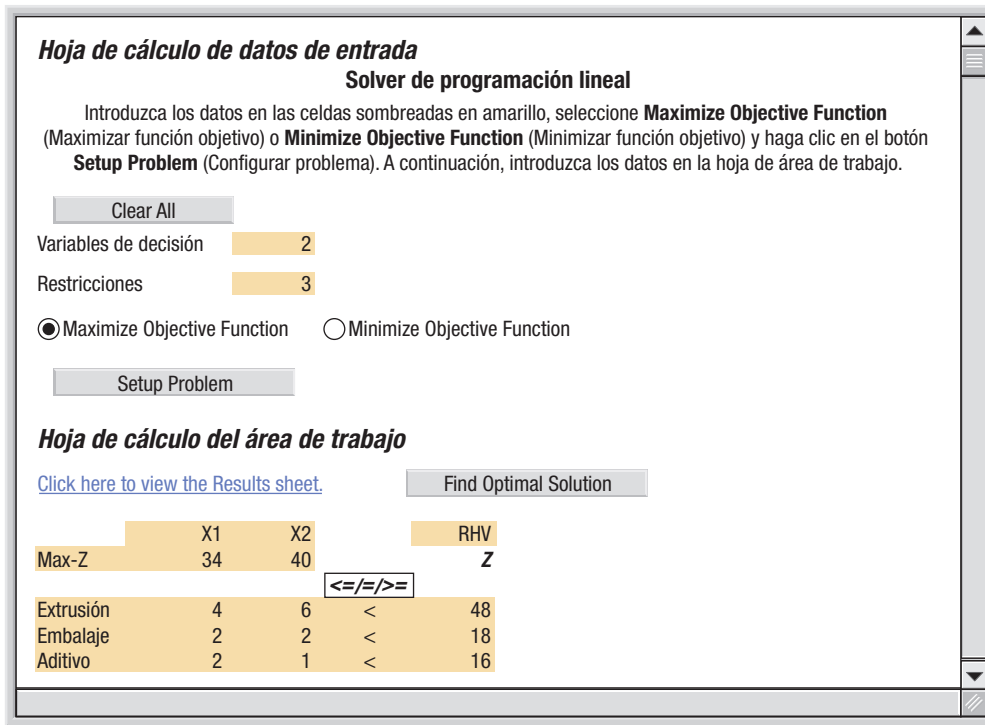 Hoja de cálculo de datos de entrada
Solver de programación lineal
Introduzca los datos en las celdas sombreadas en amarillo, seleccione Maximize Objective Function
(Maximizar función objetivo) o Minimize Objective Function (Minimizar función objetivo) y haga clic en el botón
Setup Problem (Configurar problema). A continuación, introduzca los datos en la hoja de área de trabajo.
Clear All
Variables de decisión 2
Restricciones 3
Maximize Objective Function Minimize Objective Function
Setup Problem
Hoja de cálculo del área de trabajo
Click here to view the Results sheet. Find Optimal Solution
X1 X2 RHV
Max-Z 34 40 Z
<=/=/>=
Extrusión 4 6 < 48
Embalaje 2 2 < 18
Aditivo 2 1 < 16